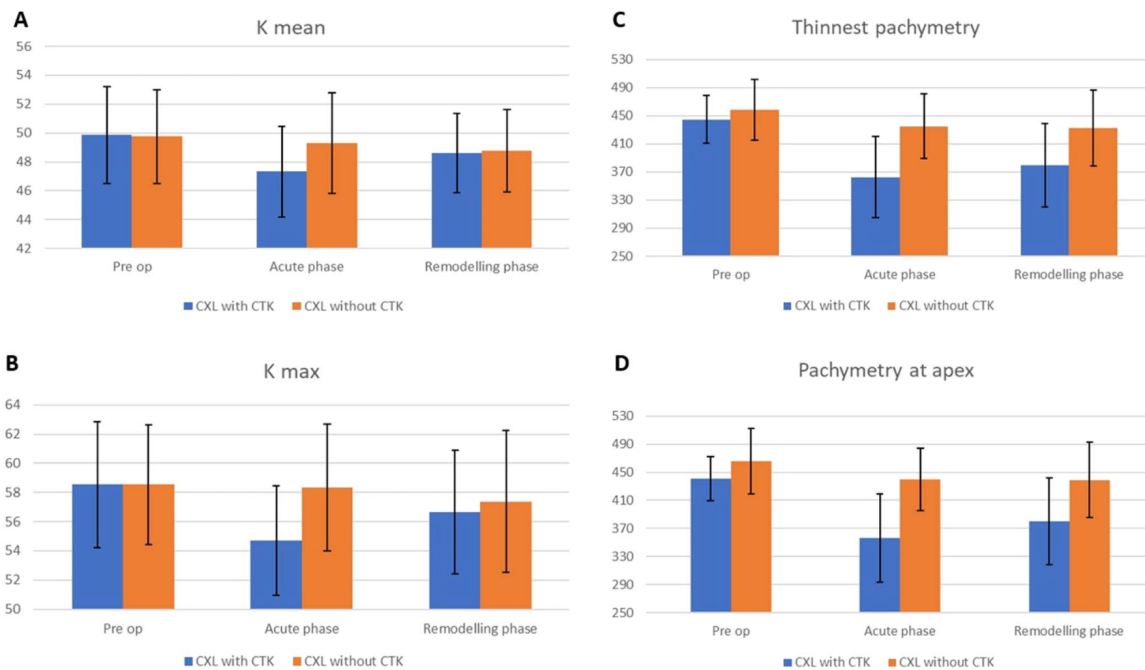 A
K mean
56
54
52
50
48
46
44
42
Pre op Acute phase Remodelling phase
CXL with CTK CXL without CTK
B
K max
64
62
60
58
56
54
52
50
Pre op Acute phase Remodelling phase
CXL with CTK CXL without CTK
C
Thinnest pachymetry
530
490
450
410
370
330
290
250
Pre op Acute phase Remodelling phase
CXL with CTK CXL without CTK
D
Pachymetry at apex
530
490
450
410
370
330
290
250
Pre op Acute phase Remodelling phase
CXL with CTK CXL without CTK